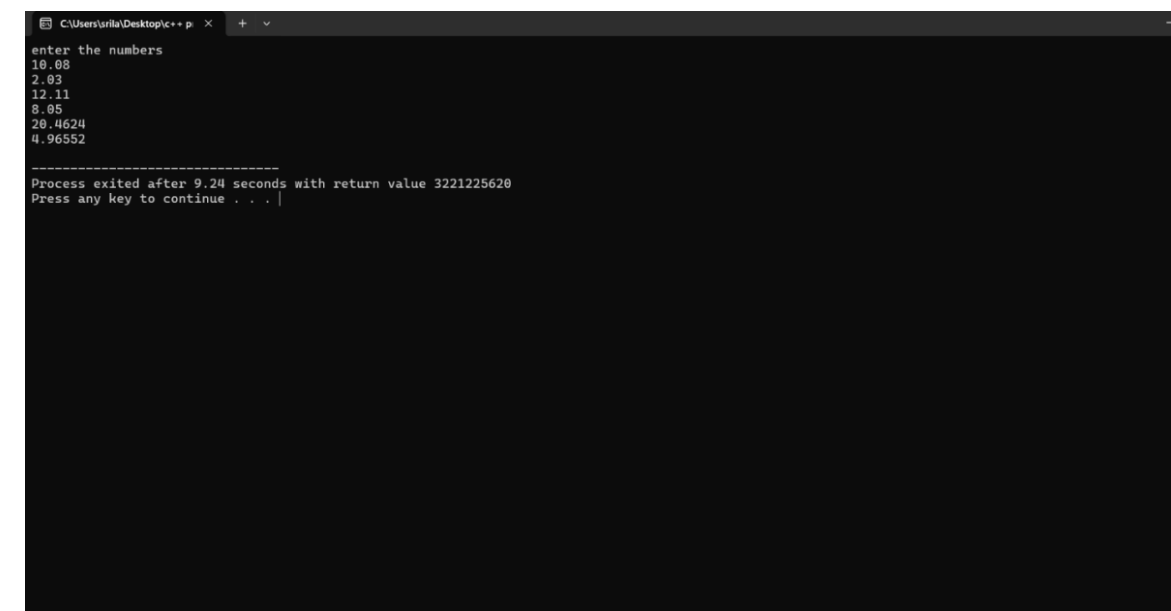 C:\Users\srila\Desktop\c++ p
enter the numbers
10.08
2.03
12.11
8.05
20.4624
4.96552
--------------------------------
Process exited after 9.24 seconds with return value 3221225620
Press any key to continue . . .